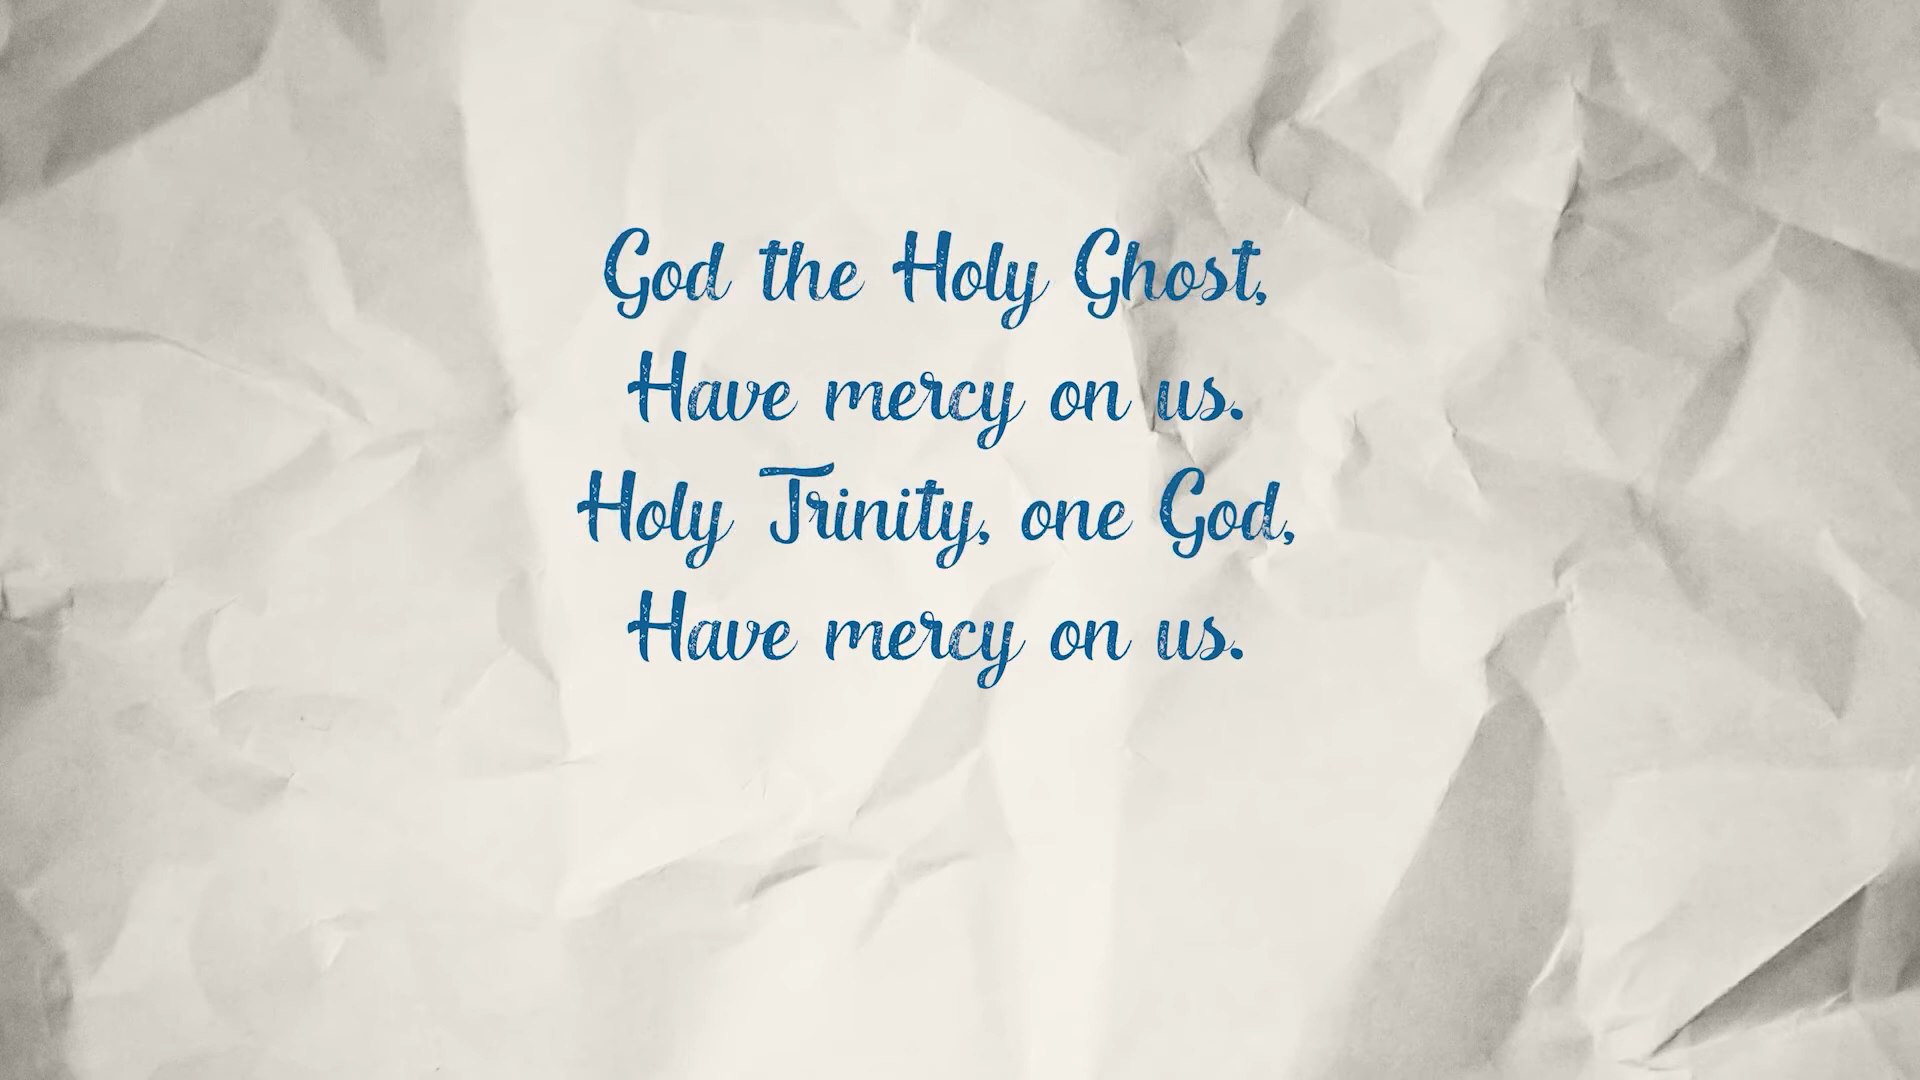 God the Holy Ghost,
Have mercy on us.
Holy Trinity, one God,
Have mercy on us.